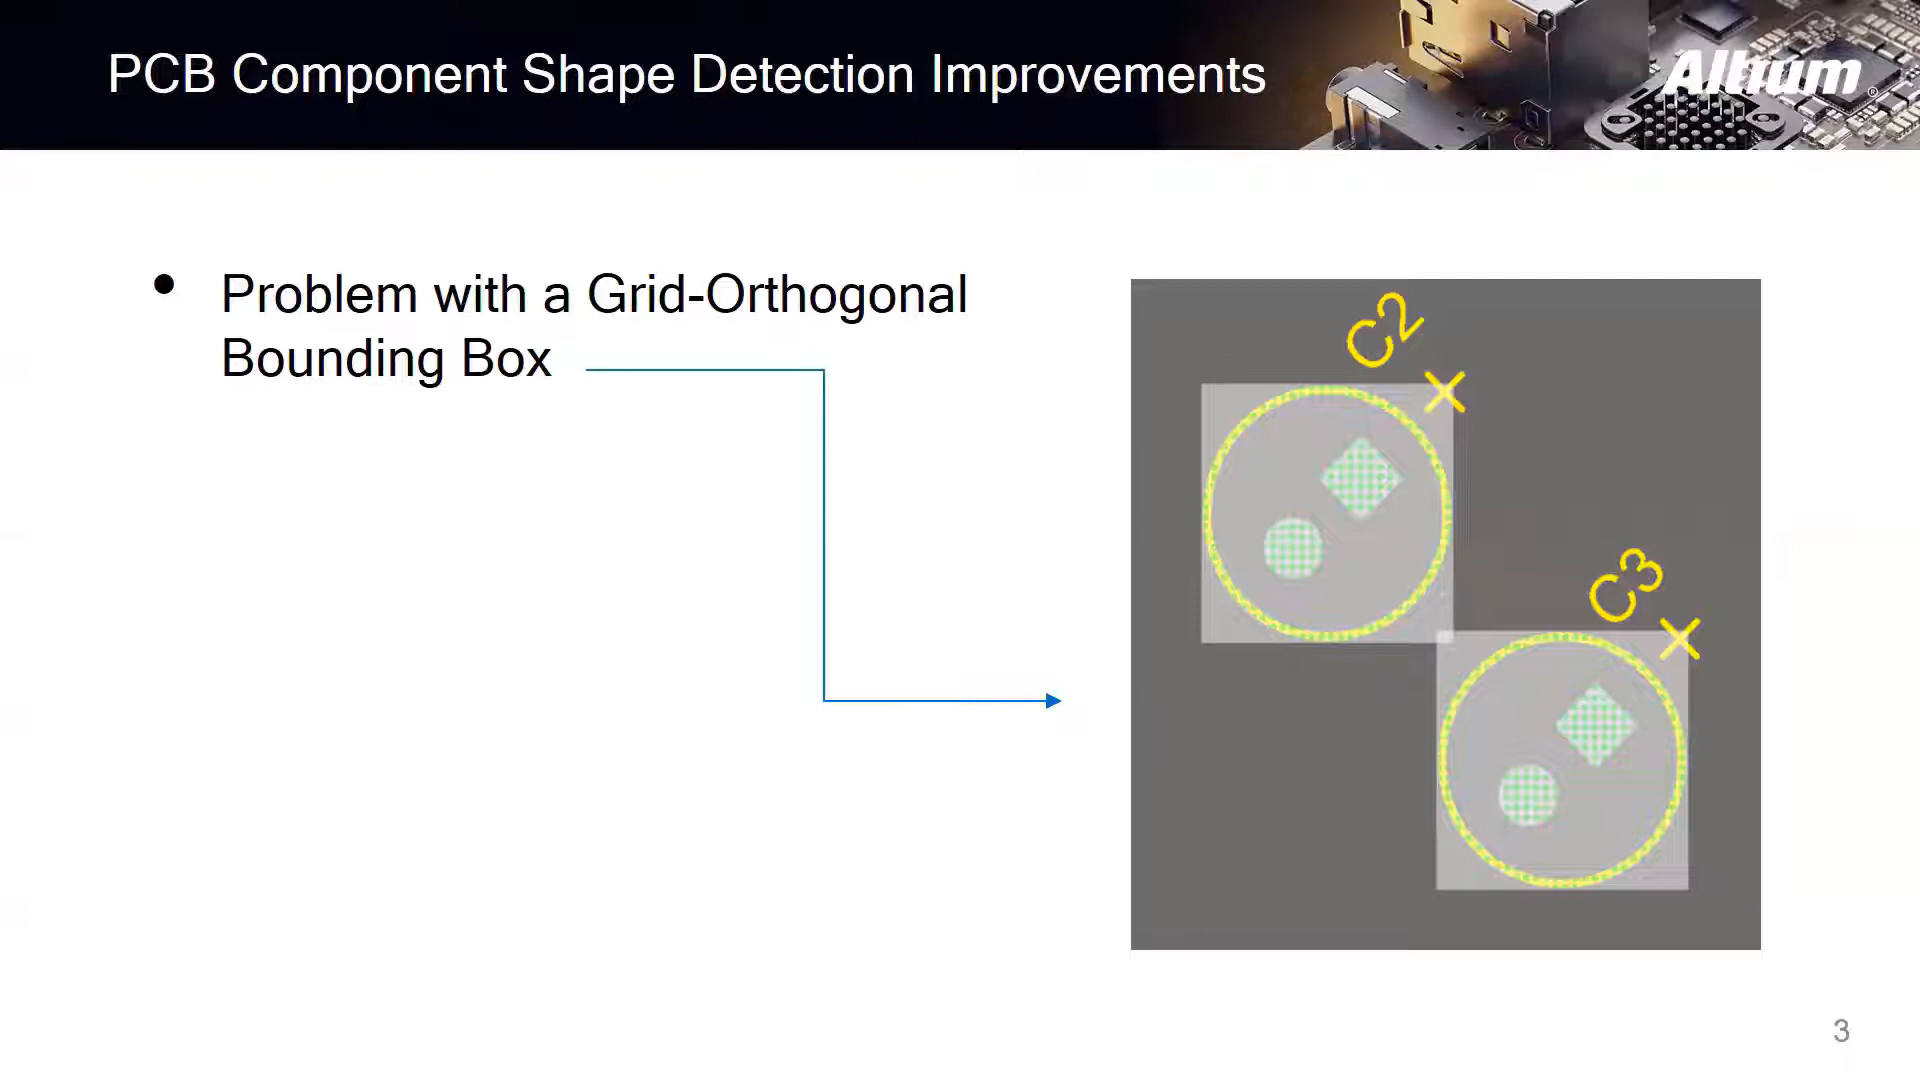 PCB Component Shape Detection Improvements
Altium®
• Problem with a Grid-Orthogonal
Bounding Box
C2
C3
3